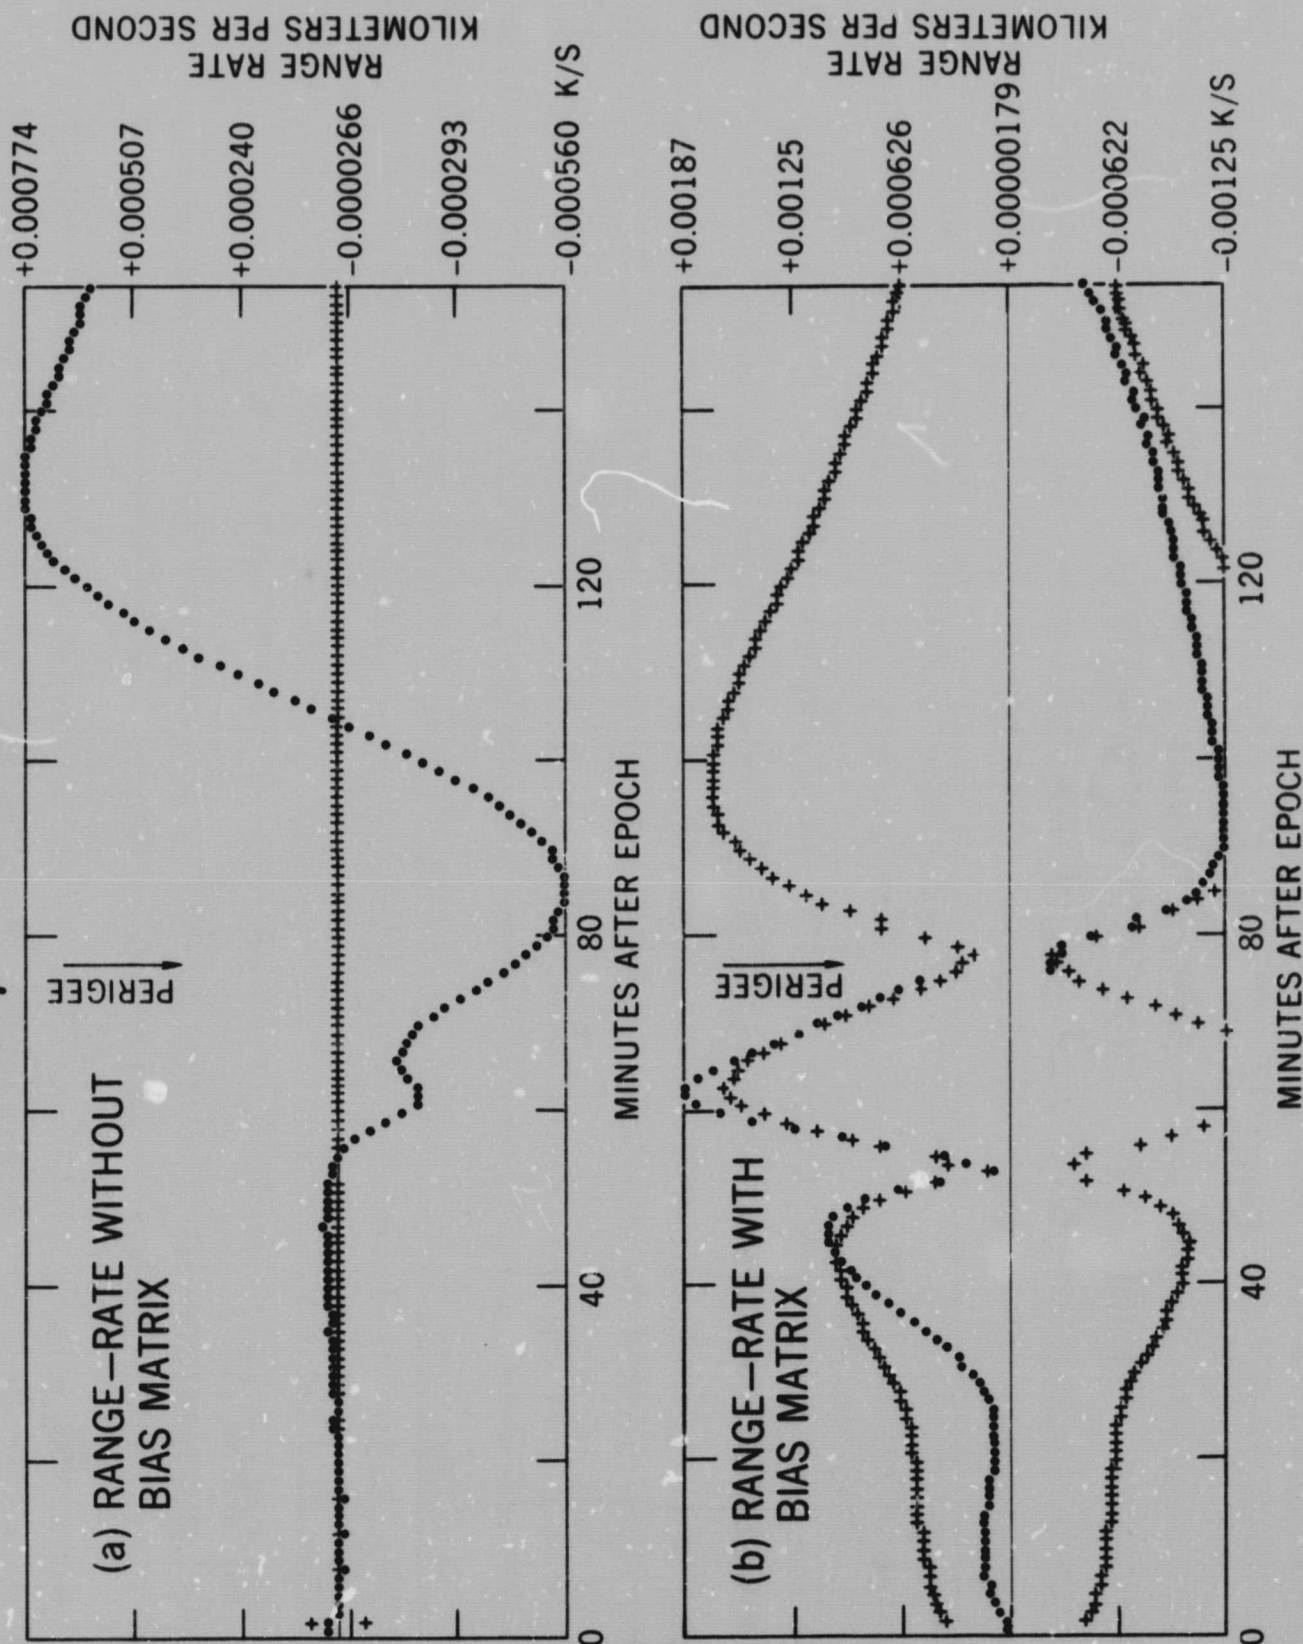 (a) RANGE-RATE WITHOUT
BIAS MATRIX
PERIGEE
+0.000774
+0.000507
+0.000240
-0.0000266
-0.000293
-0.000560 K/S
RANGE RATE
KILOMETERS PER SECOND
0
40
80
120
MINUTES AFTER EPOCH
(b) RANGE-RATE WITH
BIAS MATRIX
PERIGEE
+0.00187
+0.00125
+0.000626
+0.00000179
-0.000622
-0.00125 K/S
RANGE RATE
KILOMETERS PER SECOND
0
40
80
120
MINUTES AFTER EPOCH